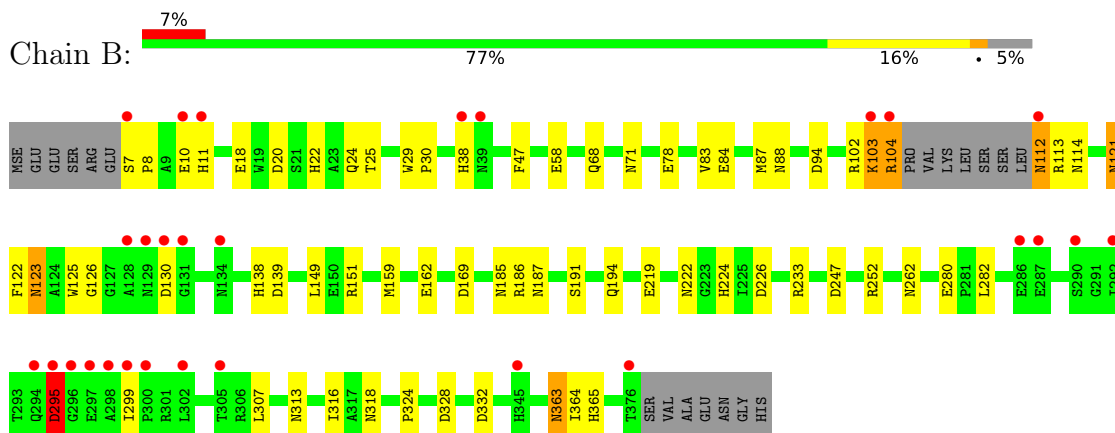 7%
Chain B:
77% 16% • 5%
MSE GLU GLU SER ARG GLU S7 P8 A9 E10 H11 E18 W19 D20 S21 H22 A23 Q24 T25 W29 P30 H38 N39 F47 E58 Q68 N71 E78 V83 E84 M87 N88 D94 R102 K103 R104 PRO VAL LYS LEU SER SER LEU N112 R113 N114 N121
F122 N123 A124 W125 G126 G127 A128 N129 D130 G131 N134 H138 D139 L149 E150 R151 M159 E162 D169 N185 R186 N187 S191 Q194 E219 N222 G223 H224 I225 D226 R233 D247 R252 N262 E280 P281 L282 E286 E287 S290 G291 I292
T293 Q294 D295 G296 E297 A298 I299 P300 R301 L302 T305 R306 L307 N313 I316 A317 N318 P324 D328 D332 H345 N363 I364 H365 T376 SER VAL ALA GLU ASN GLY HIS